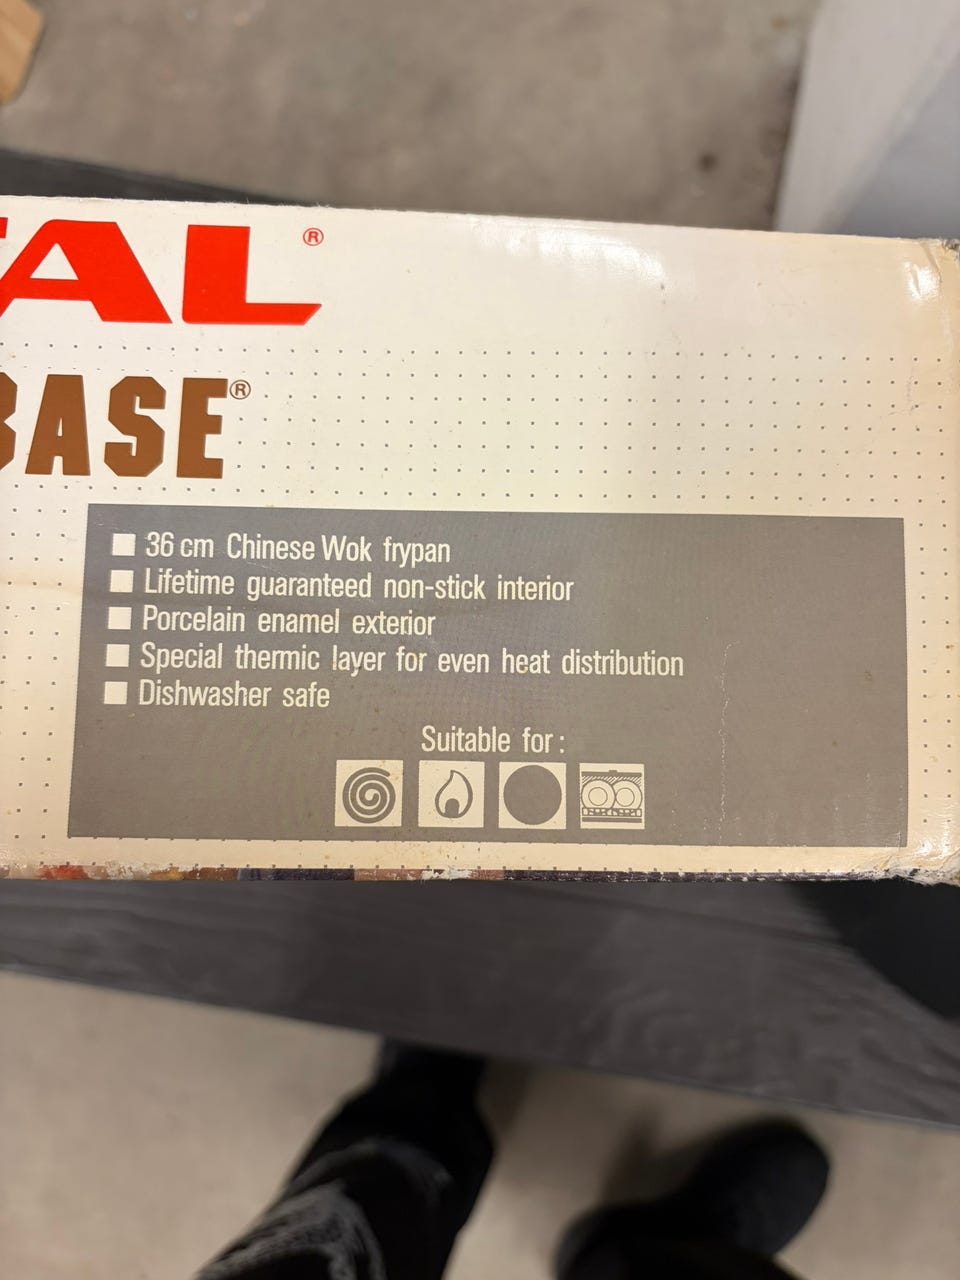 AL®
BASE®
36 cm Chinese Wok frypan
Lifetime guaranteed non-stick interior
Porcelain enamel exterior
Special thermic layer for even heat distribution
Dishwasher safe
Suitable for :